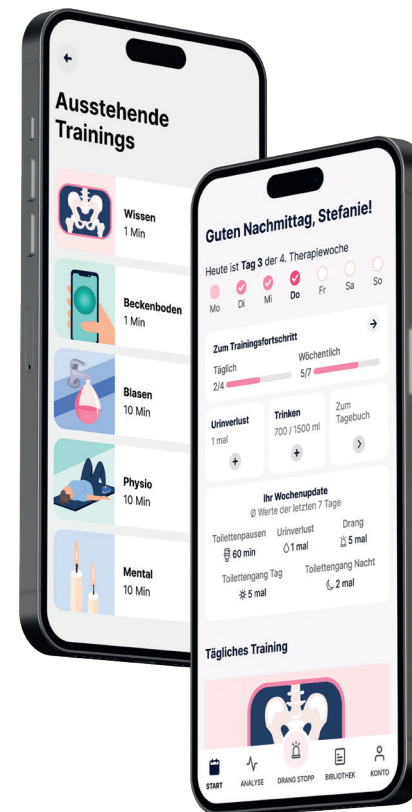 Ausstehende
Trainings
Wissen
1 Min
Beckenboden
1 Min
Blasen
10 Min
Physio
10 Min
Mental
10 Min
Guten Nachmittag, Stefanie!
Heute ist Tag 3 der 4. Therapiewoche
Mo Di Mi Do Fr Sa So
Zum Trainingsfortschritt
Täglich Wöchentlich
2/4 5/7
Urinverlust
1 mal
Trinken
700 / 1500 ml
Zum
Tagebuch
Ihr Wochenupdate
Ø Werte der letzten 7 Tage
Toilettenpausen Urinverlust Drang
60 min 1 mal 5 mal
Toilettengang Tag Toilettengang Nacht
5 mal 2 mal
Tägliches Training
START ANALYSE DRANG STOPP BIBLIOTHEK KONTO